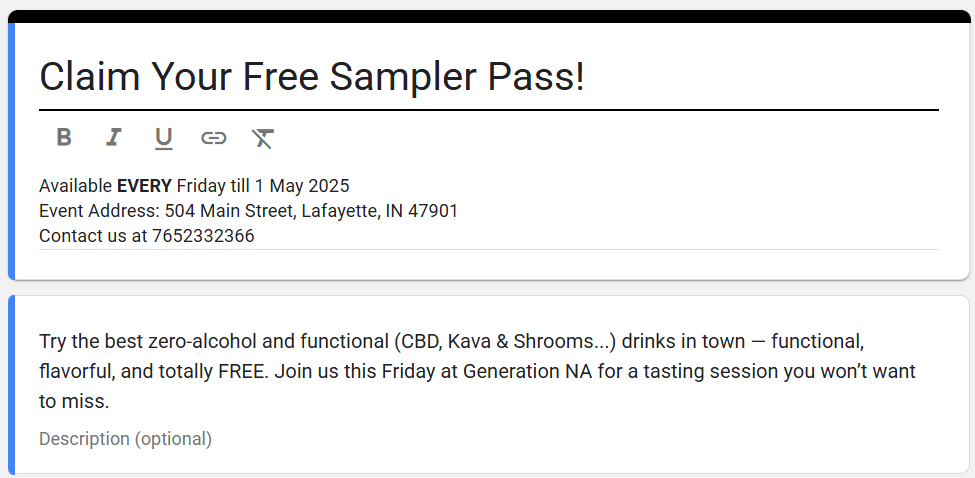 Claim Your Free Sampler Pass!
B I U
Available EVERY Friday till 1 May 2025
Event Address: 504 Main Street, Lafayette, IN 47901
Contact us at 7652332366
Try the best zero-alcohol and functional (CBD, Kava & Shrooms...) drinks in town — functional,
flavorful, and totally FREE. Join us this Friday at Generation NA for a tasting session you won’t want
to miss.
Description (optional)